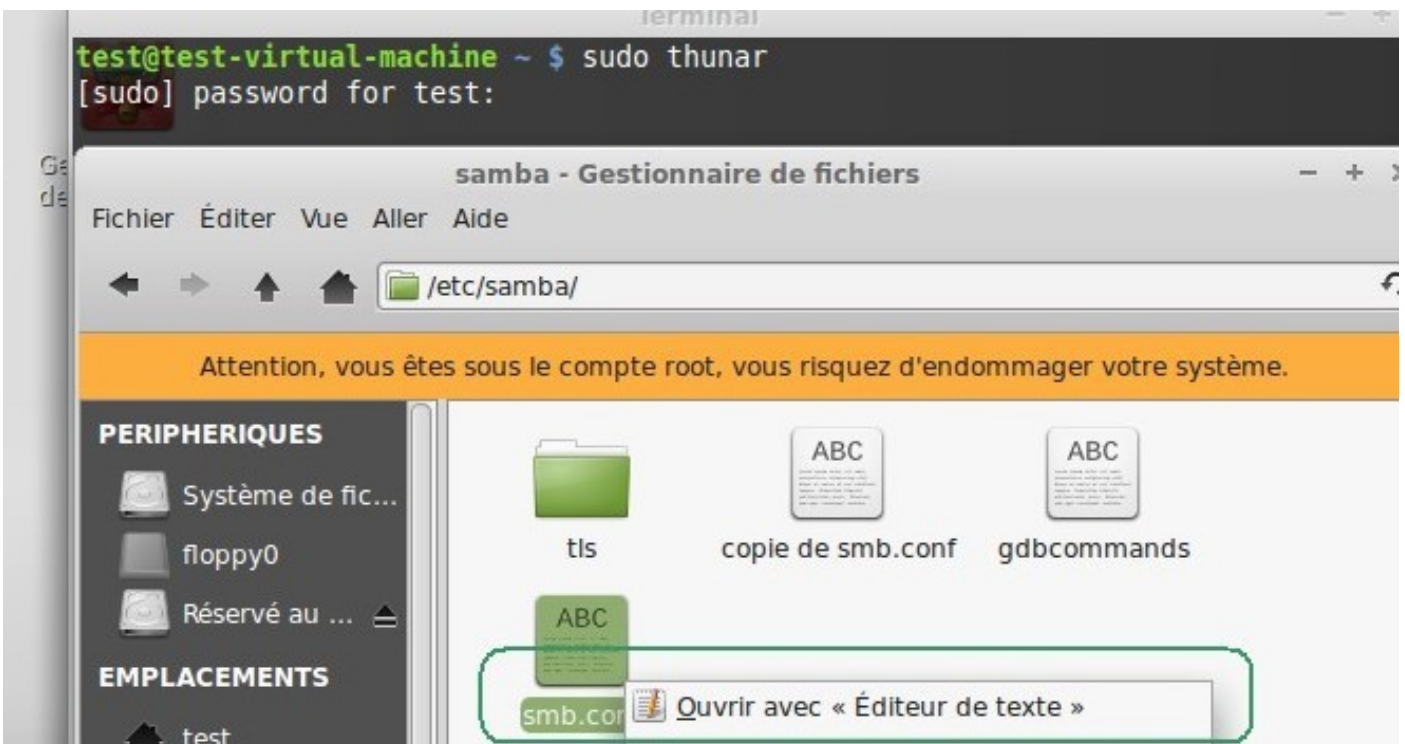 Terminal
test@test-virtual-machine ~ $ sudo thunar
[sudo] password for test:
samba - Gestionnaire de fichiers
Fichier Éditer Vue Aller Aide
/etc/samba/
Attention, vous êtes sous le compte root, vous risquez d'endommager votre système.
PERIPHERIQUES
Système de fic...
floppy0
Réservé au ...
EMPLACEMENTS
test
ABC
ABC
tls copie de smb.conf gdbcommands
ABC
smb.con
Ouvrir avec « Éditeur de texte »